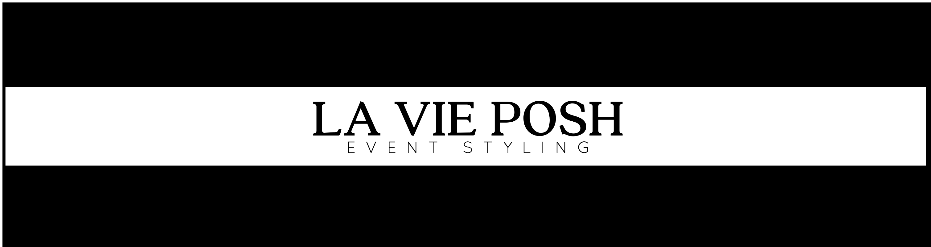 LA VIE POSH
EVENT STYLING